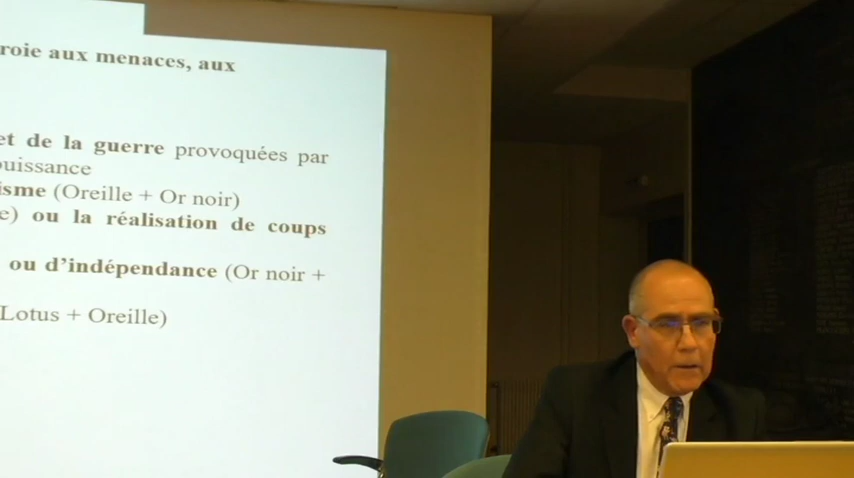 roie aux menaces, aux
et de la guerre provoquées par
uissance
isme (Oreille + Or noir)
e) ou la réalisation de coups
ou d'indépendance (Or noir +
Lotus + Oreille)